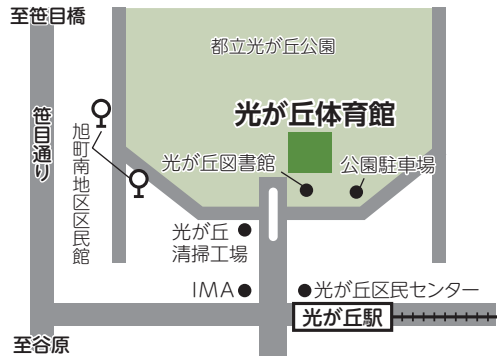 至笹目橋
都立光が丘公園
笹目通り
光が丘体育館
旭町南地区区民館
光が丘図書館
公園駐車場
光が丘
清掃工場
IMA
光が丘区民センター
光が丘駅
至谷原